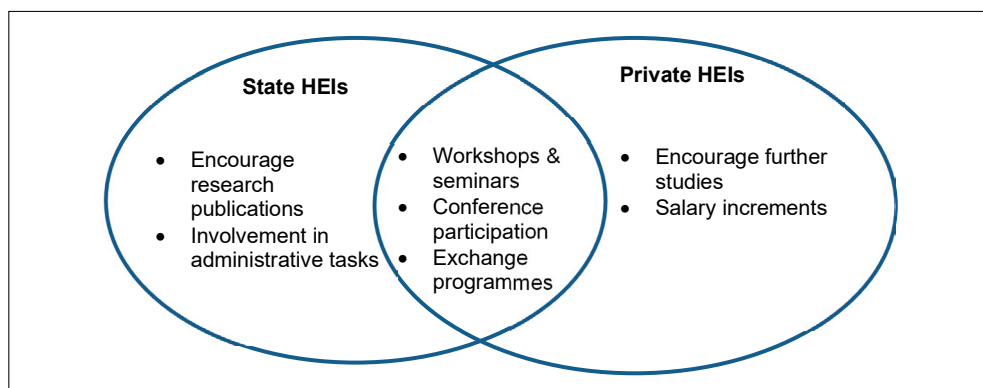 State HEIs
• Encourage
research
publications
• Involvement in
administrative tasks
• Workshops &
seminars
• Conference
participation
• Exchange
programmes
Private HEIs
• Encourage further
studies
• Salary increments